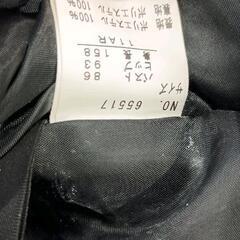 NO. 65517
サイズ
バスト 86
ヒップ 93
身長 158
11AR
表地 ポリエステル 100%
裏地 ポリエステル 100%